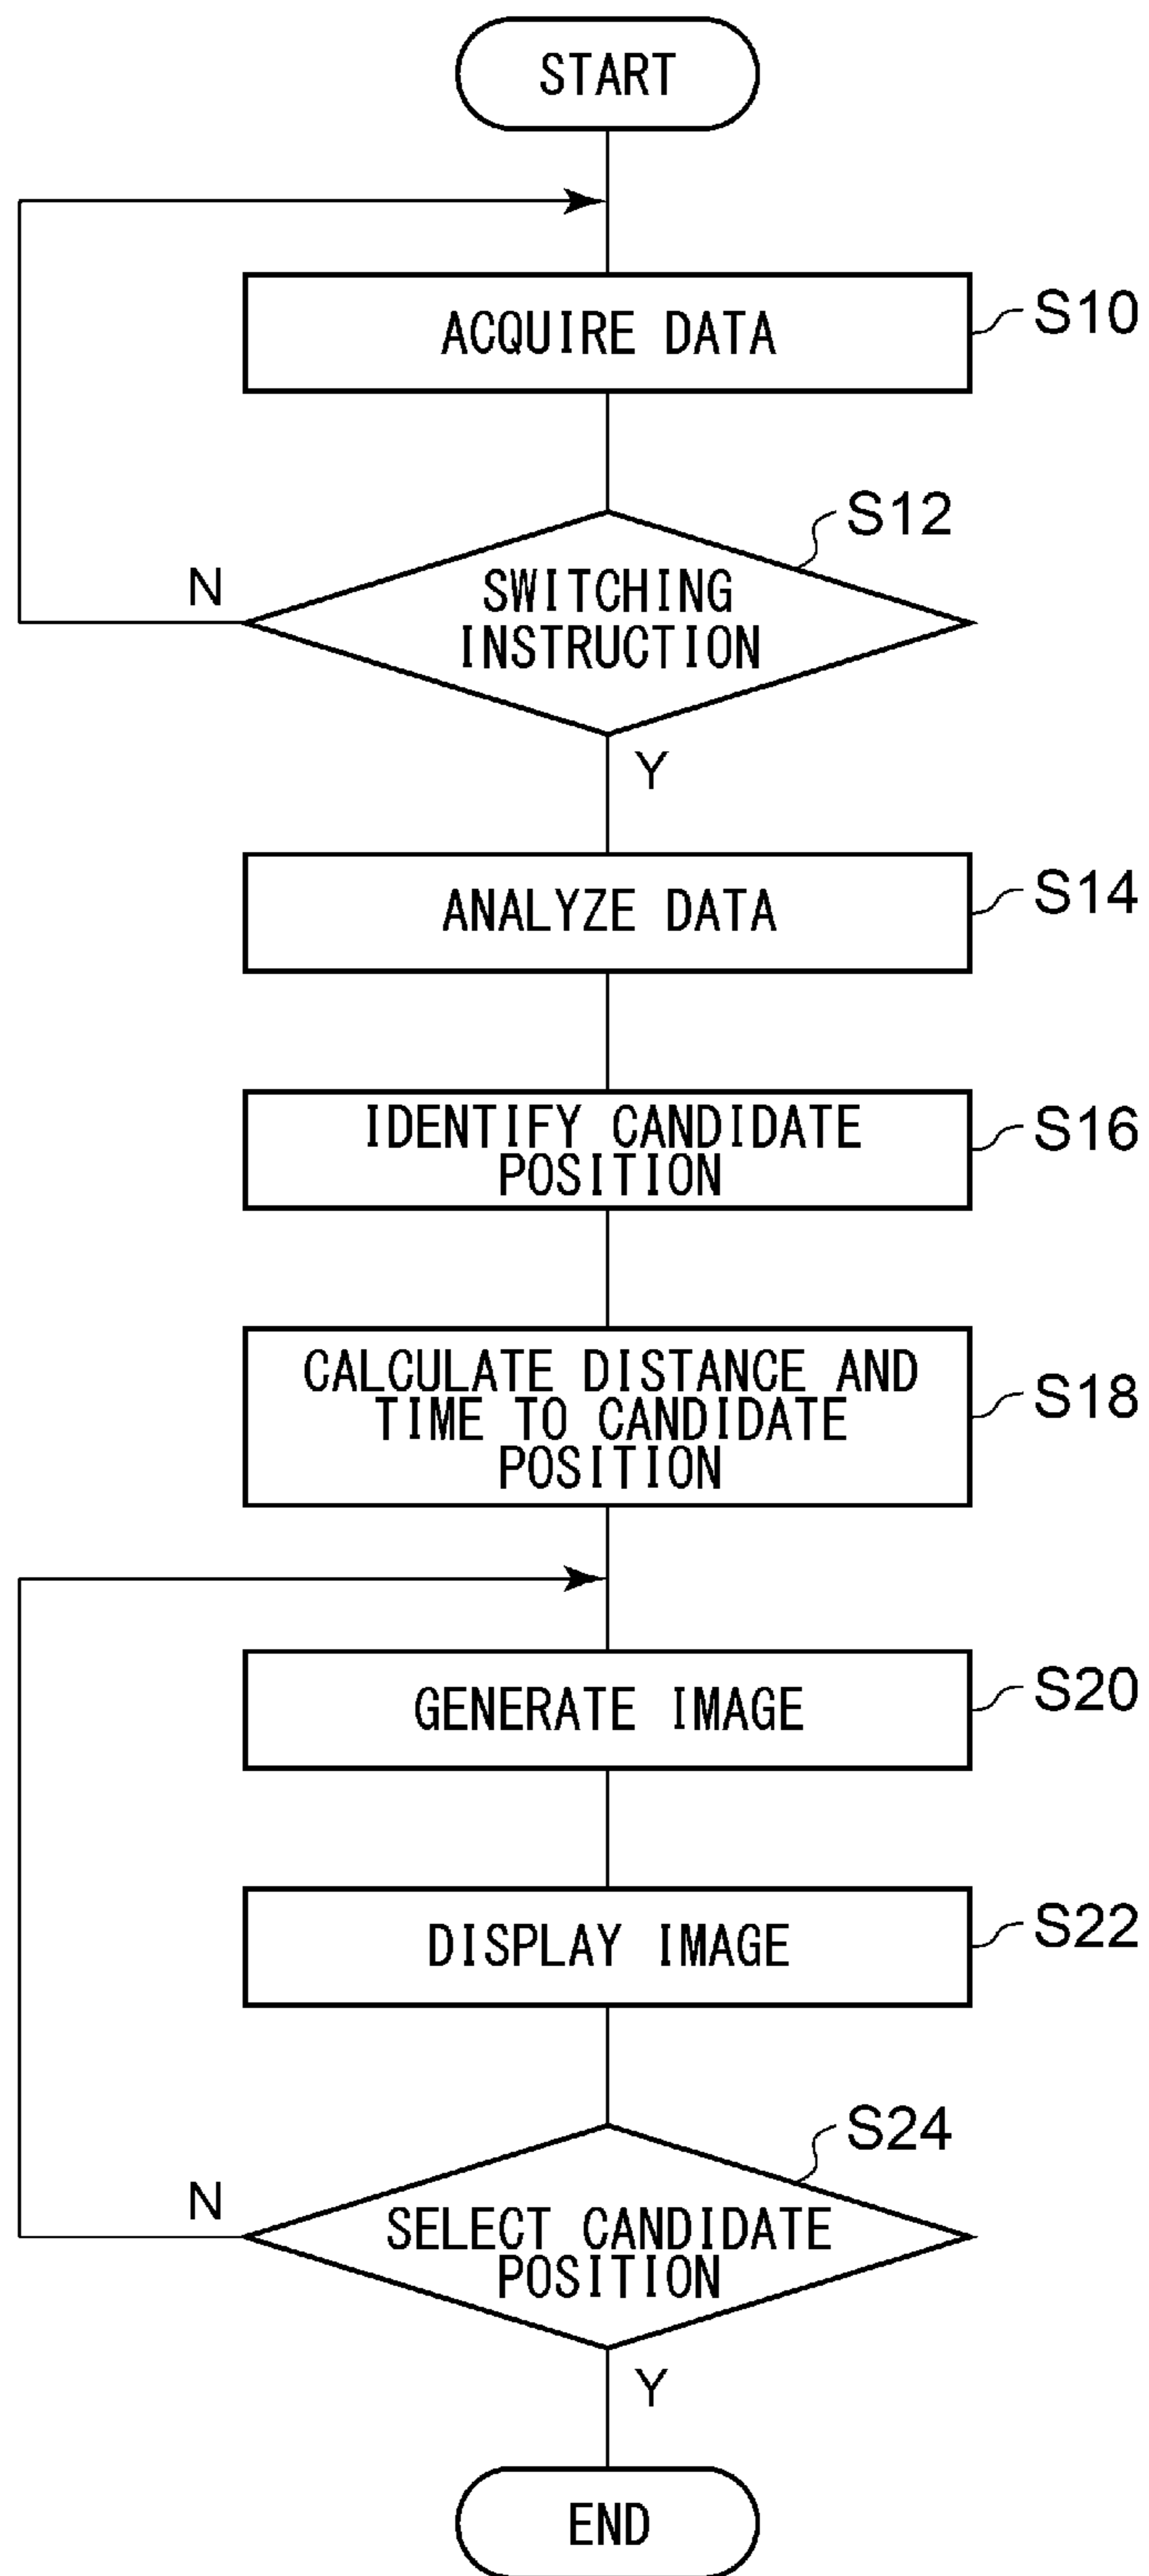 START
ACQUIRE DATA
S10
S12
SWITCHING
INSTRUCTION
N
Y
ANALYZE DATA
S14
IDENTIFY CANDIDATE
POSITION
S16
CALCULATE DISTANCE AND
TIME TO CANDIDATE
POSITION
S18
GENERATE IMAGE
S20
DISPLAY IMAGE
S22
S24
N
SELECT CANDIDATE
POSITION
Y
END